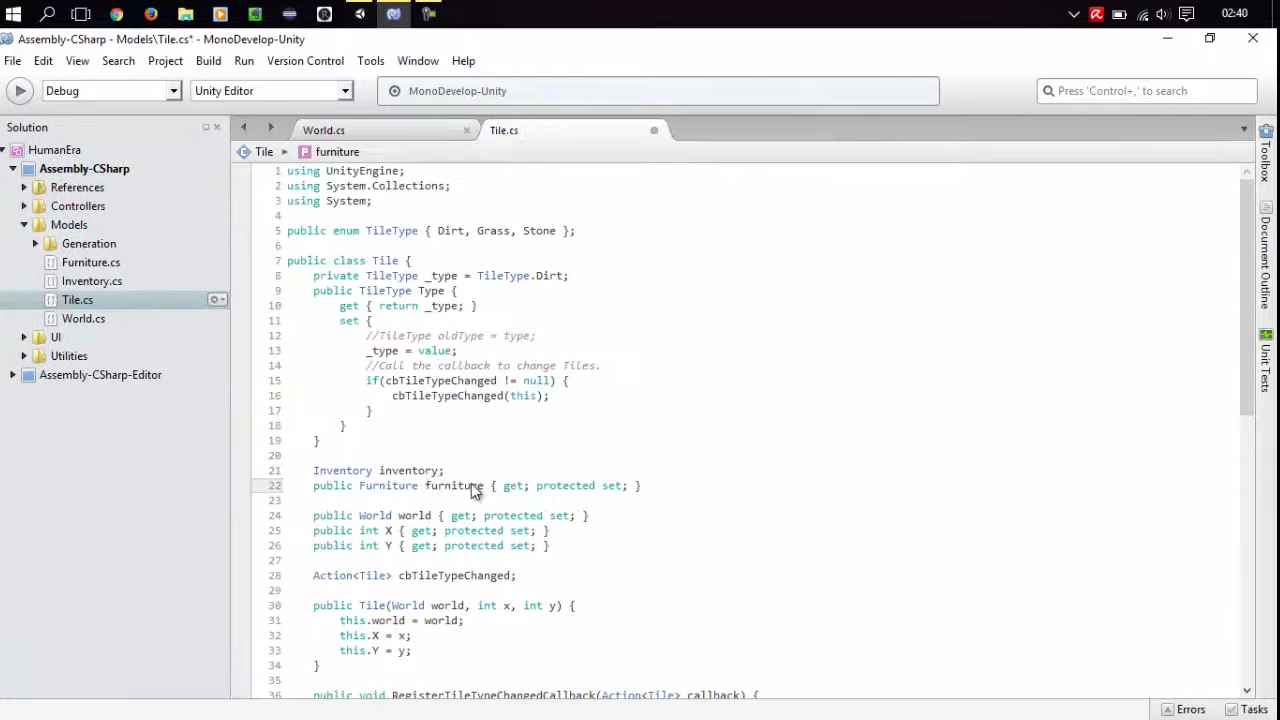 02:40
Assembly-CSharp - Models\Tile.cs* - MonoDevelop-Unity
File Edit View Search Project Build Run Version Control Tools Window Help
Debug Unity Editor MonoDevelop-Unity Press 'Control+,' to search
Solution
HumanEra
Assembly-CSharp
References
Controllers
Models
Generation
Furniture.cs
Inventory.cs
Tile.cs
World.cs
UI
Utilities
Assembly-CSharp-Editor
World.cs Tile.cs
Tile furniture
1 using UnityEngine;
2 using System.Collections;
3 using System;
4
5 public enum TileType { Dirt, Grass, Stone };
6
7 public class Tile {
8 private TileType _type = TileType.Dirt;
9 public TileType Type {
10 get { return _type; }
11 set {
12 //TileType oldType = type;
13 _type = value;
14 //Call the callback to change Tiles.
15 if(cbTileTypeChanged != null) {
16 cbTileTypeChanged(this);
17 }
18 }
19 }
20
21 Inventory inventory;
22 public Furniture furniture { get; protected set; }
23
24 public World world { get; protected set; }
25 public int X { get; protected set; }
26 public int Y { get; protected set; }
27
28 Action<Tile> cbTileTypeChanged;
29
30 public Tile(World world, int x, int y) {
31 this.world = world;
32 this.X = x;
33 this.Y = y;
34 }
35
36 public void RegisterTileTypeChangedCallback(Action<Tile> callback) {
Toolbox
Document Outline
Unit Tests
Errors Tasks